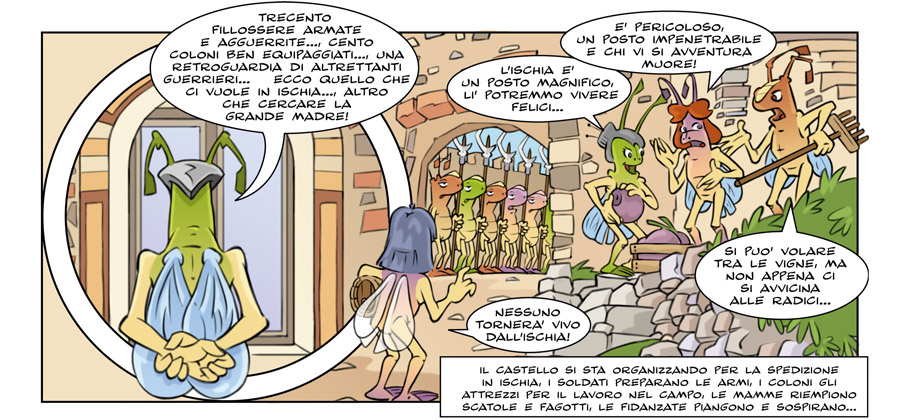 TRECENTO
FILLOSSERE ARMATE
E AGGUERRITE..., CENTO
COLONI BEN EQUIPAGGIATI..., UNA
RETROGUARDIA DI ALTRETTANTI
GUERRIERI... ECCO QUELLO CHE
CI VUOLE IN ISCHIA..., ALTRO
CHE CERCARE LA
GRANDE MADRE!
L'ISCHIA E'
UN POSTO MAGNIFICO,
LI' POTREMMO VIVERE
FELICI...
E' PERICOLOSO,
UN POSTO IMPENETRABILE
E CHI VI SI AVVENTURA
MUORE!
SI PUO' VOLARE
TRA LE VIGNE, MA
NON APPENA CI
SI AVVICINA
ALLE RADICI...
NESSUNO
TORNERA' VIVO
DALL'ISCHIA!
IL CASTELLO SI STA ORGANIZZANDO PER LA SPEDIZIONE
IN ISCHIA, I SOLDATI PREPARANO LE ARMI, I COLONI GLI
ATTREZZI PER IL LAVORO NEL CAMPO, LE MAMME RIEMPIONO
SCATOLE E FAGOTTI, LE FIDANZATE PIANGONO E SOSPIRANO...